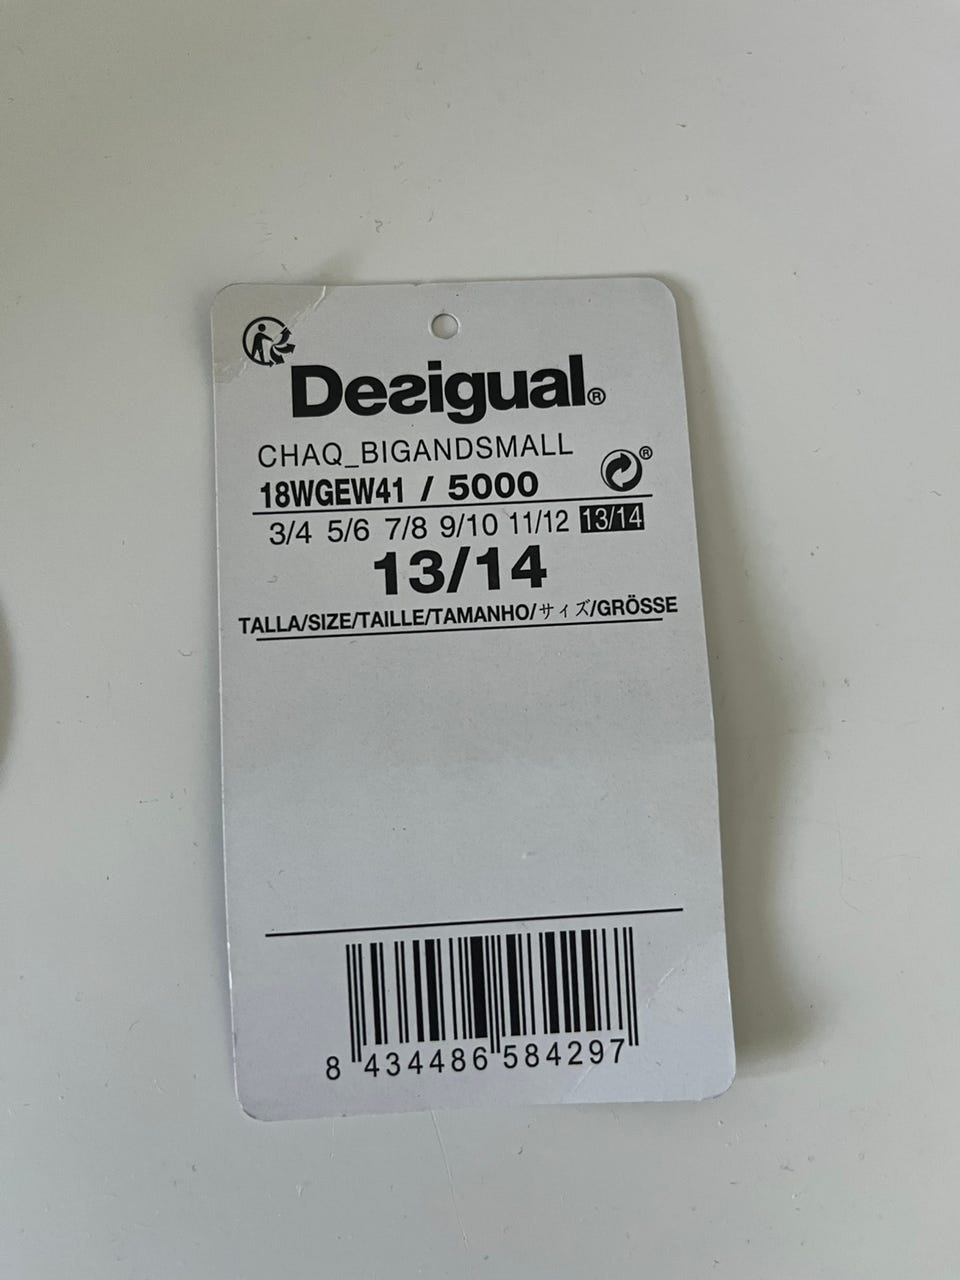 Desigual®
CHAQ_BIGANDSMALL
®
18WGEW41 / 5000
3/4 5/6 7/8 9/10 11/12 13/14
13/14
TALLA/SIZE/TAILLE/TAMANHO/サイズ/GRÖSSE
8 434486 584297